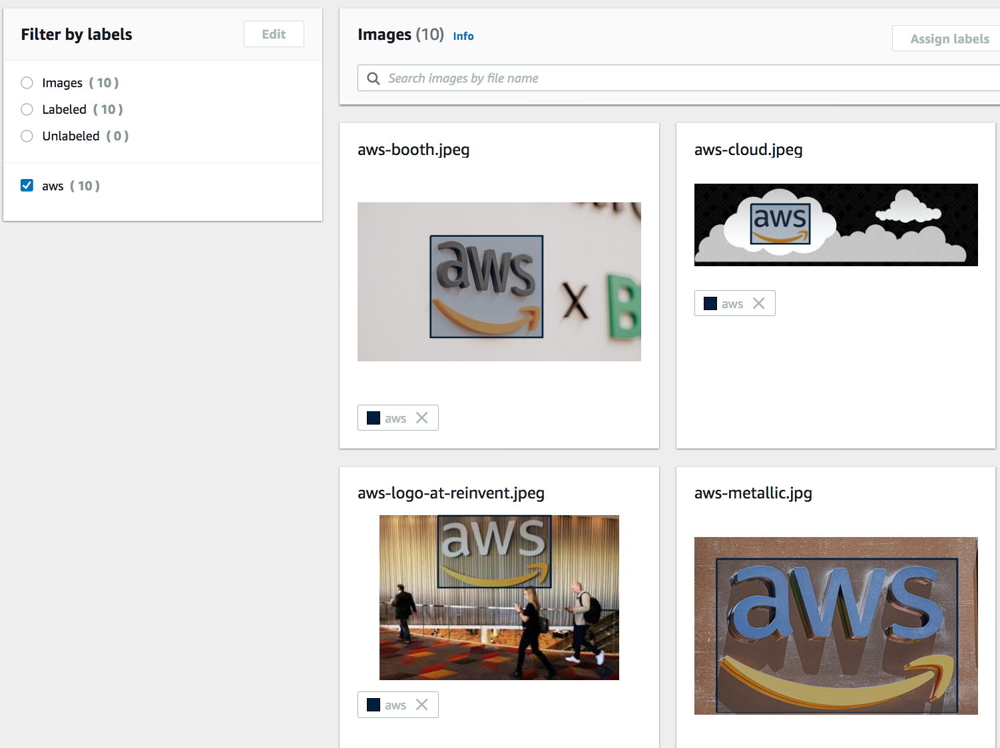 Filter by labels
Edit
Images (10)
Labeled (10)
Unlabeled (0)
aws (10)
Images (10) Info
Assign labels
Search images by file name
aws-booth.jpeg
aws x B
aws
aws-cloud.jpeg
aws
aws
aws-logo-at-reinvent.jpeg
aws
aws
aws-metallic.jpg
aws